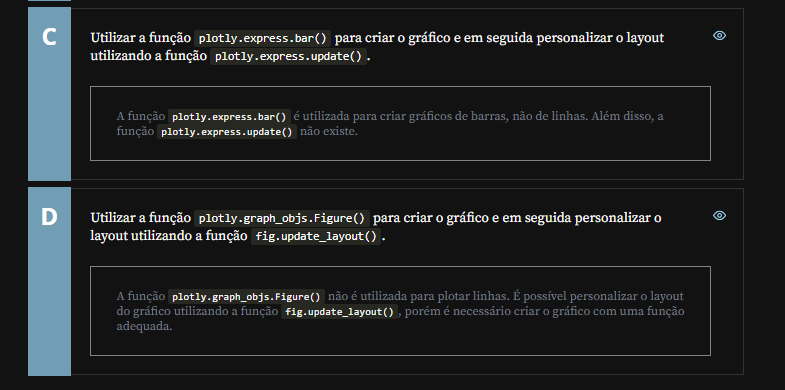 C
Utilizar a função plotly.express.bar() para criar o gráfico e em seguida personalizar o layout
utilizando a função plotly.express.update().
A função plotly.express.bar() é utilizada para criar gráficos de barras, não de linhas. Além disso, a
função plotly.express.update() não existe.
D
Utilizar a função plotly.graph_objs.Figure() para criar o gráfico e em seguida personalizar o
layout utilizando a função fig.update_layout().
A função plotly.graph_objs.Figure() não é utilizada para plotar linhas. É possível personalizar o layout
do gráfico utilizando a função fig.update_layout(), porém é necessário criar o gráfico com uma função
adequada.